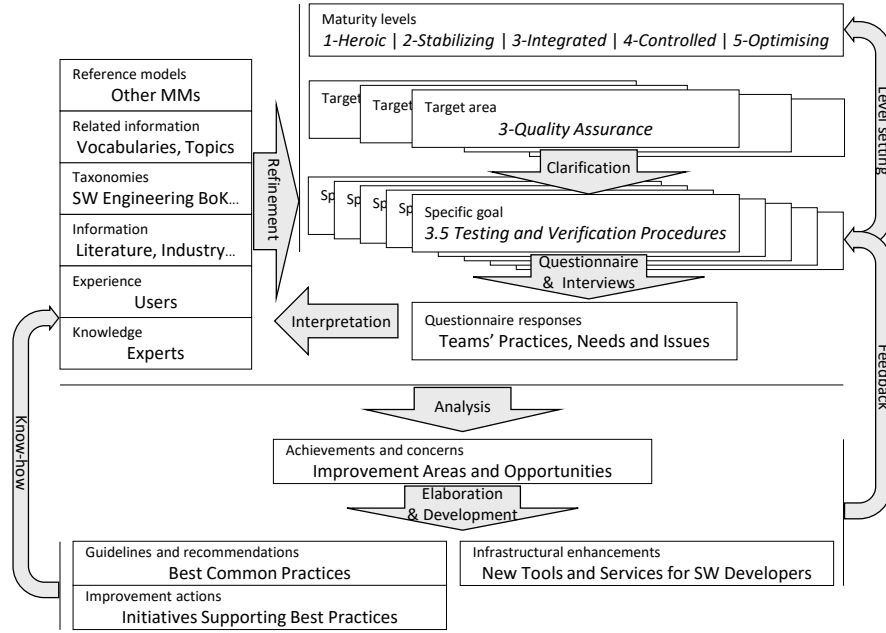 Maturity levels
1-Heroic | 2-Stabilizing | 3-Integrated | 4-Controlled | 5-Optimising
Reference models
Other MMs
Related information
Vocabularies, Topics
Taxonomies
SW Engineering BoK...
Information
Literature, Industry...
Experience
Users
Knowledge
Experts
Refinement
Target
Target
Target area
3-Quality Assurance
Clarification
Sp
Sp
Sp
Sp
Specific goal
3.5 Testing and Verification Procedures
Questionnaire
& Interviews
Interpretation
Questionnaire responses
Teams’ Practices, Needs and Issues
Level setting
Feedback
Know-how
Analysis
Achievements and concerns
Improvement Areas and Opportunities
Elaboration
& Development
Guidelines and recommendations
Best Common Practices
Improvement actions
Initiatives Supporting Best Practices
Infrastructural enhancements
New Tools and Services for SW Developers